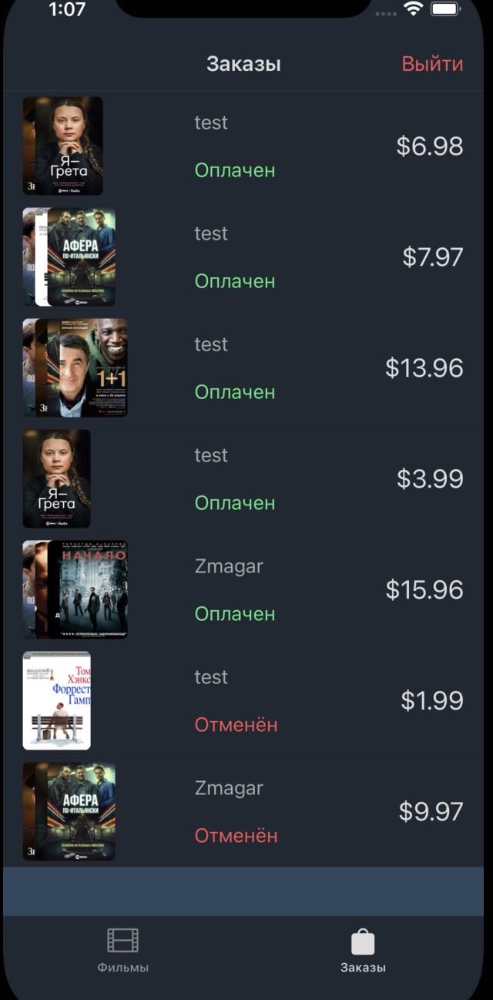 1:07
Заказы
Выйти
Я–
Грета
hulu
test
Оплачен
$6.98
АФЕРА
ПО-ИТАЛЬЯНСКИ
test
Оплачен
$7.97
1+1
test
Оплачен
$13.96
Я–
Грета
hulu
test
Оплачен
$3.99
НАЧАЛО
Zmagar
Оплачен
$15.96
Том
Хэнкс
Форрест
Гамп
test
Отменён
$1.99
АФЕРА
ПО-ИТАЛЬЯНСКИ
Zmagar
Отменён
$9.97
Фильмы
Заказы